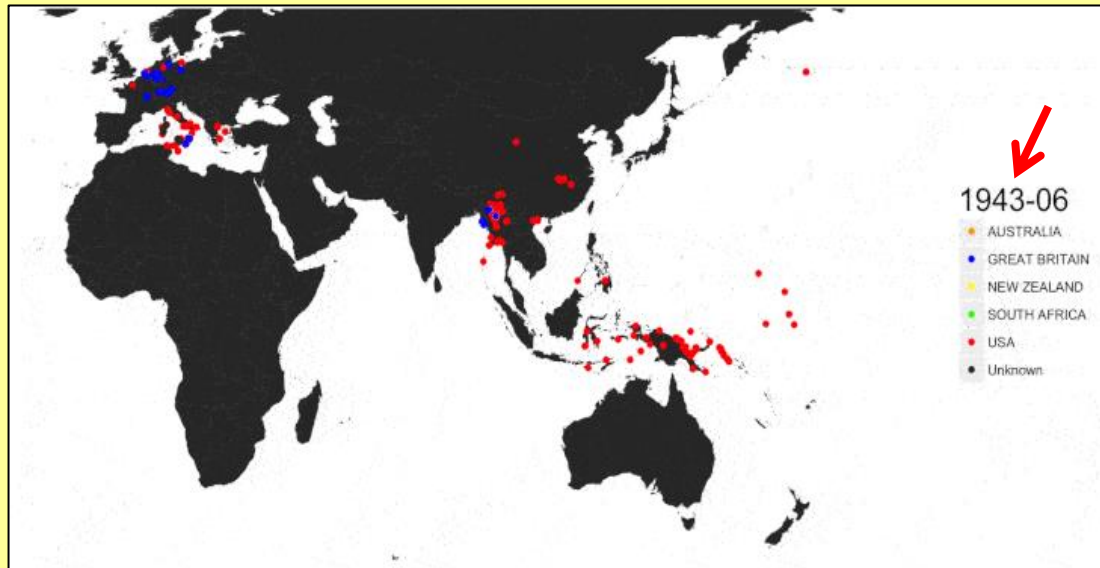 1943-06
AUSTRALIA
GREAT BRITAIN
NEW ZEALAND
SOUTH AFRICA
USA
Unknown